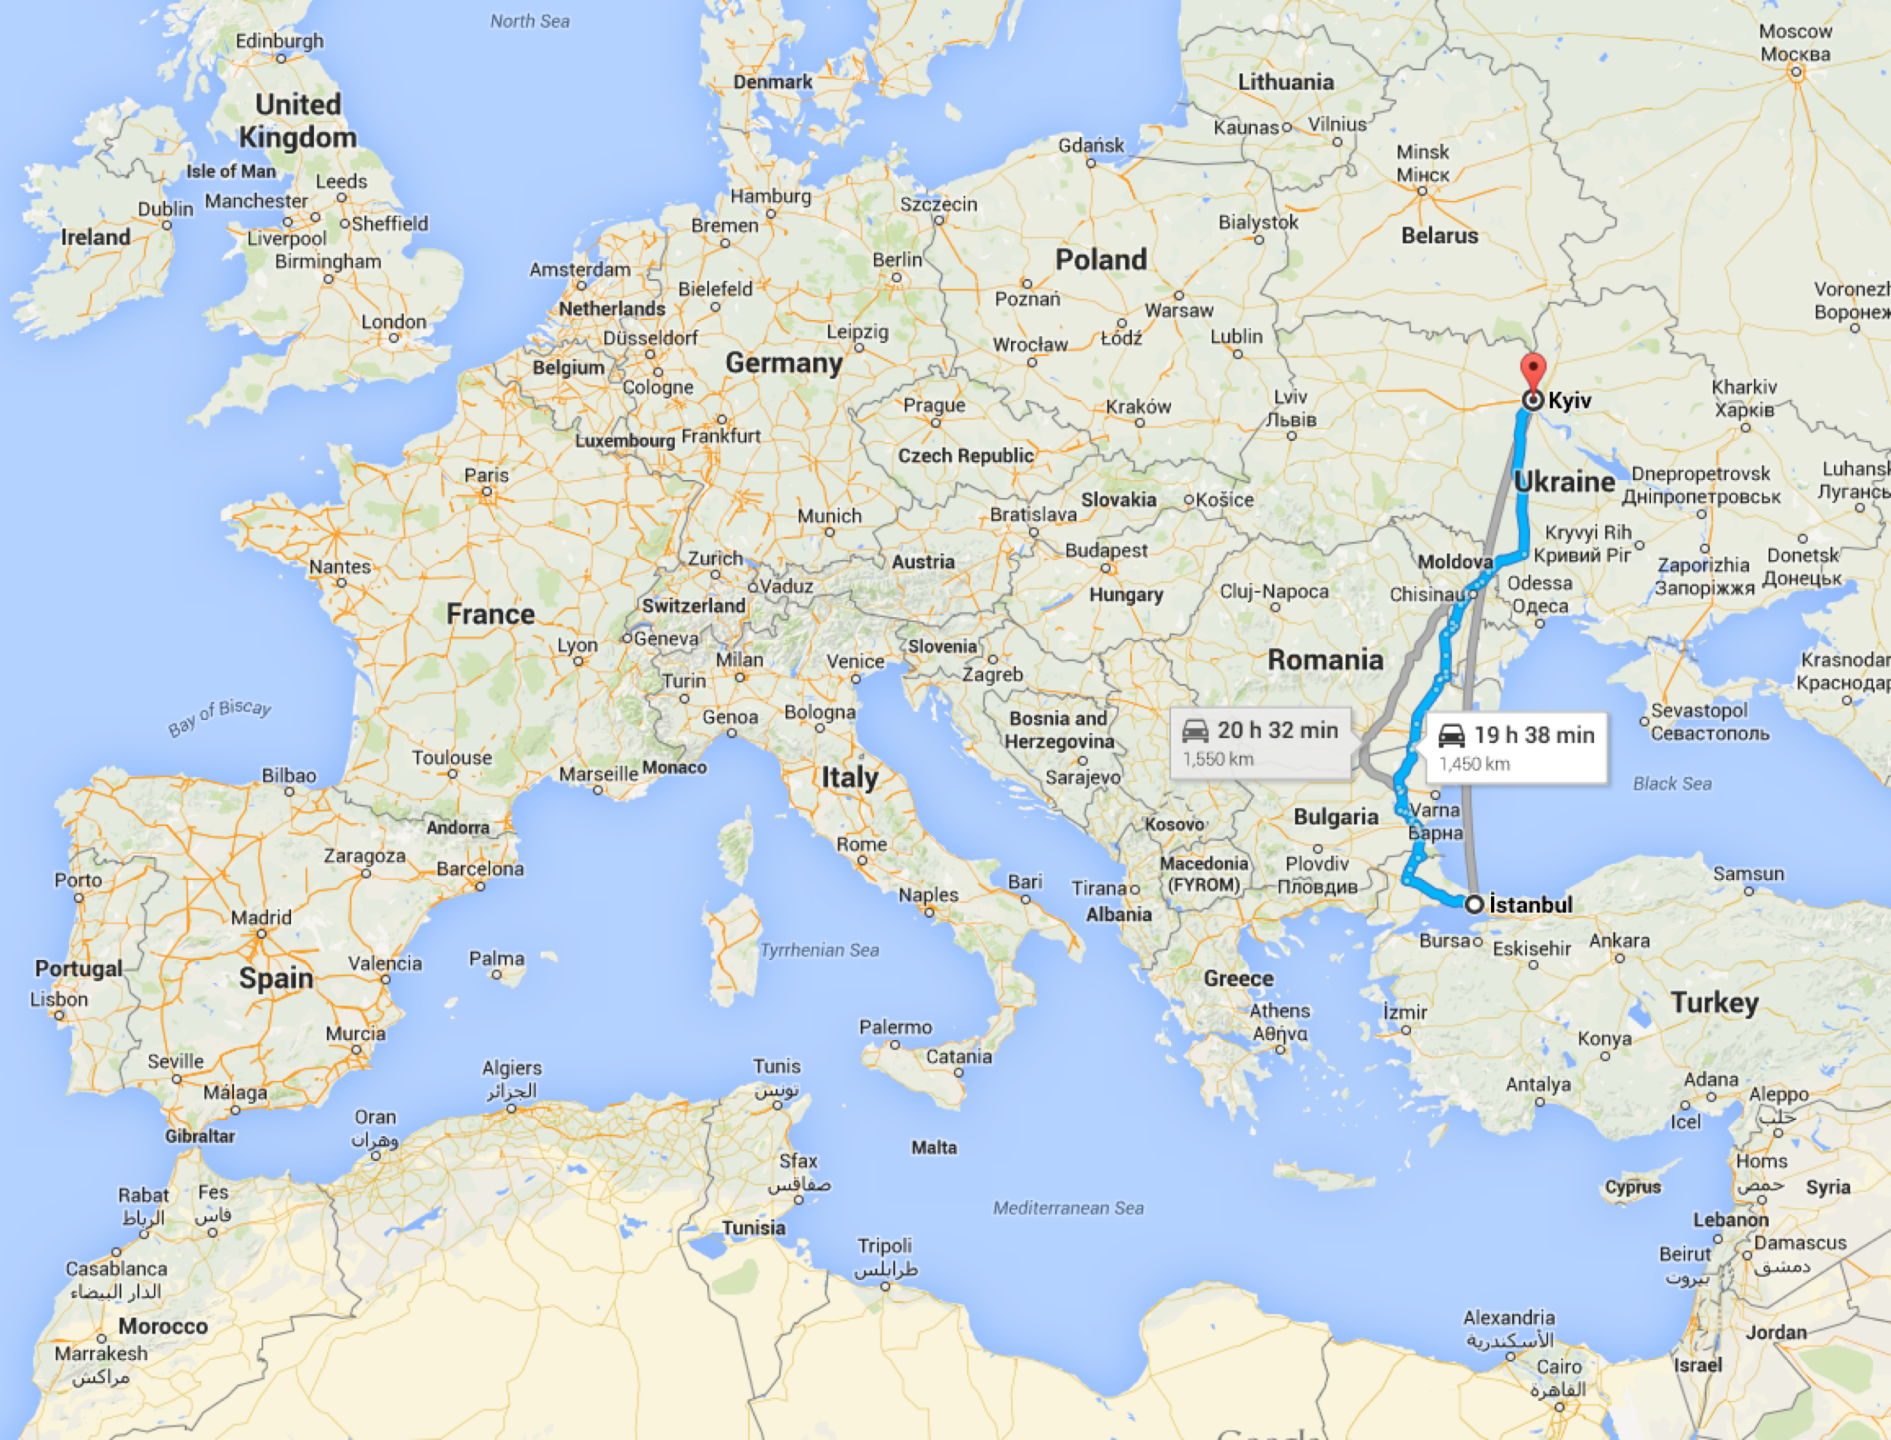 North Sea
Edinburgh
Moscow
Москва
Denmark
Lithuania
United
Kingdom
Kaunas
Vilnius
Gdańsk
Minsk
Мінск
Isle of Man
Leeds
Manchester
Hamburg
Szczecin
Dublin
Sheffield
Bremen
Bialystok
Ireland
Liverpool
Belarus
Birmingham
Berlin
Poland
Amsterdam
Bielefeld
Poznań
Voronezh
Воронеж
Netherlands
Warsaw
London
Düsseldorf
Leipzig
Łódź
Lublin
Wrocław
Germany
Belgium
Cologne
Kharkiv
Харків
Prague
Kraków
Lviv
Львів
Kyiv
Luxembourg
Frankfurt
Czech Republic
Paris
Ukraine
Dnepropetrovsk
Дніпропетровськ
Luhansk
Лугансь
Slovakia
Košice
Munich
Bratislava
Kryvyi Rih
Кривий Ріг
Nantes
Zurich
Austria
Budapest
Moldova
Zaporizhia
Запоріжжя
Donetsk
Донецьк
Vaduz
Switzerland
Hungary
Cluj-Napoca
Chisinau
Odessa
Одеса
France
Lyon
Geneva
Slovenia
Milan
Venice
Zagreb
Romania
Krasnodar
Краснодар
Turin
Bay of Biscay
Genoa
Bologna
Bosnia and
Herzegovina
Sevastopol
Севастополь
20 h 32 min
1,550 km
19 h 38 min
1,450 km
Toulouse
Bilbao
Marseille
Monaco
Italy
Sarajevo
Black Sea
Andorra
Kosovo
Bulgaria
Varna
Варна
Zaragoza
Barcelona
Rome
Macedonia
(FYROM)
Plovdiv
Пловдив
Samsun
Porto
Naples
Bari
Tirana
Albania
İstanbul
Madrid
Tyrrhenian Sea
Bursa
Eskisehir
Ankara
Portugal
Spain
Valencia
Palma
Greece
Lisbon
Turkey
Athens
Αθήνα
İzmir
Murcia
Palermo
Catania
Konya
Seville
Málaga
Algiers
الجزائر
Tunis
تونس
Antalya
Adana
Icel
Aleppo
حلب
Oran
وهران
Gibraltar
Malta
Sfax
صفاقس
Homs
حمص
Syria
Cyprus
Rabat
الرباط
Fes
فاس
Mediterranean Sea
Tunisia
Lebanon
Tripoli
طرابلس
Beirut
بيروت
Damascus
دمشق
Casablanca
الدار البيضاء
Morocco
Alexandria
الأسكندرية
Jordan
Marrakesh
مراكش
Israel
Cairo
القاهرة